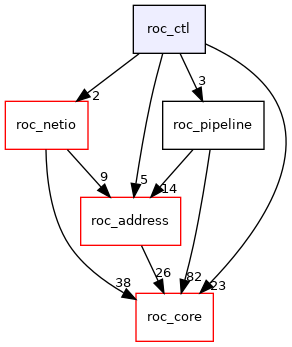 roc_ctl
2
3
roc_netio
roc_pipeline
9
5
14
roc_address
38
26
82
23
roc_core